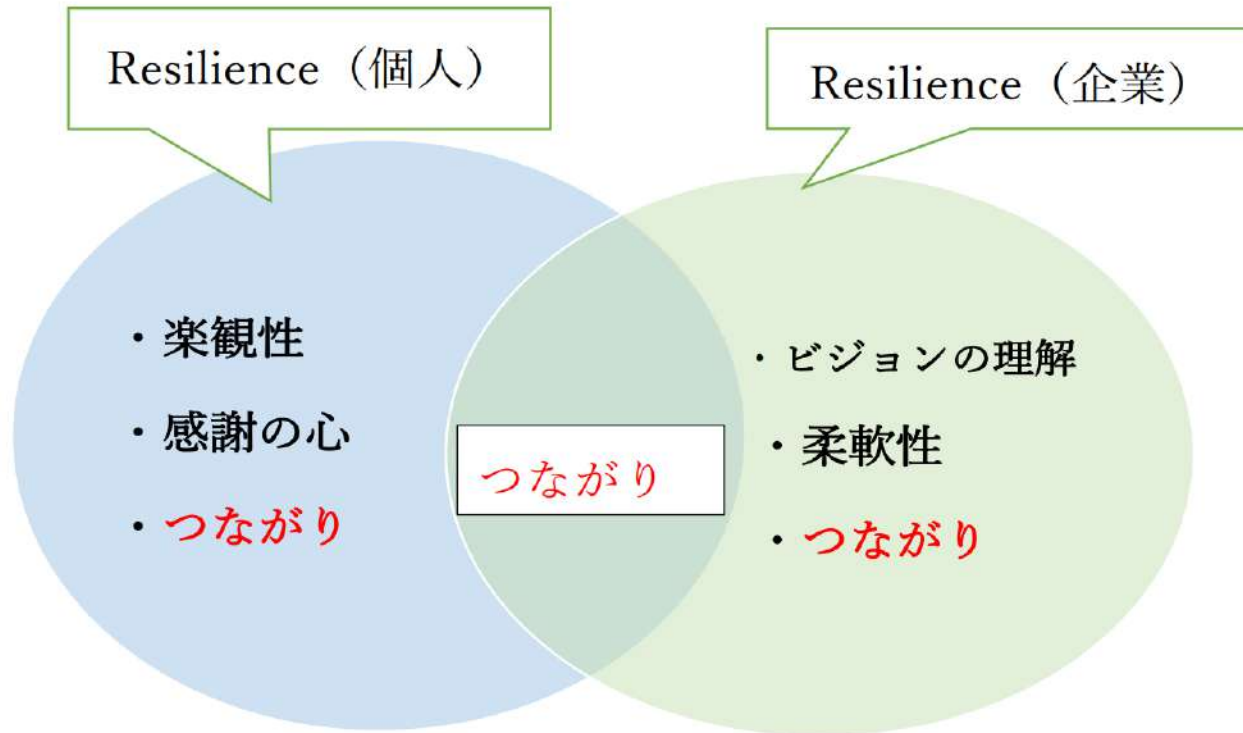 Resilience（個人）
Resilience（企業）
・楽観性
・感謝の心
・つながり
つながり
・ビジョンの理解
・柔軟性
・つながり